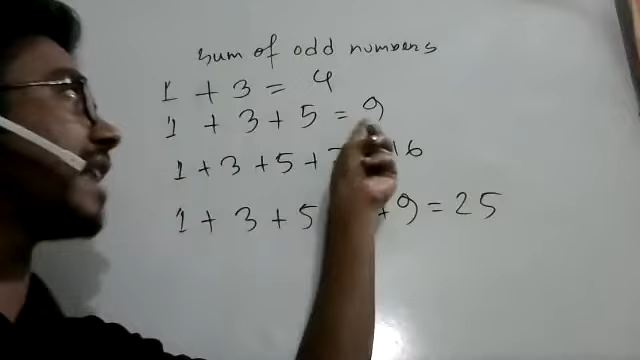 sum of odd numbers
1 + 3 = 4
1 + 3 + 5 = 9
1 + 3 + 5 + 16
1 + 3 + 5 + 9 = 25